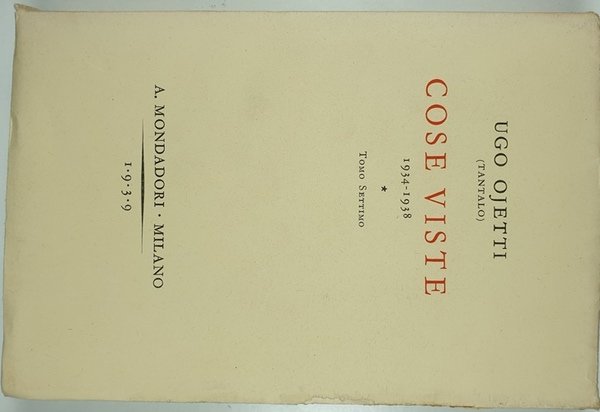 UGO OJETTI
(TANTALO)
COSE VISTE
1934-1938
★
TOMO SETTIMO
A. MONDADORI · MILANO
1·9·3·9